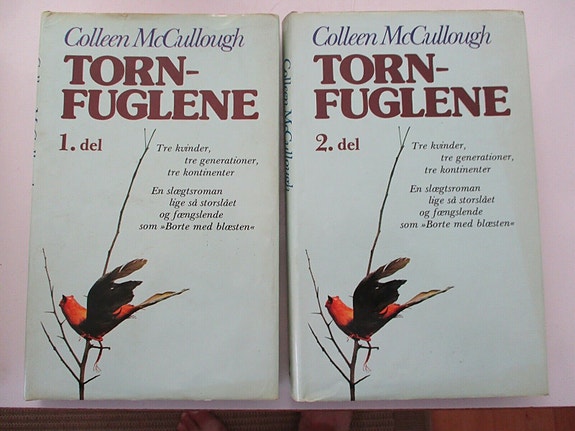 Colleen McCullough
TORN-
FUGLENE
1. del
Tre kvinder,
tre generationer,
tre kontinenter
En slægtsroman
lige så storslået
og fængslende
som »Borte med blæsten«
Colleen McCullough
TORN-
FUGLENE
2. del
Tre kvinder,
tre generationer,
tre kontinenter
En slægtsroman
lige så storslået
og fængslende
som »Borte med blæsten«
Colleen McCullough